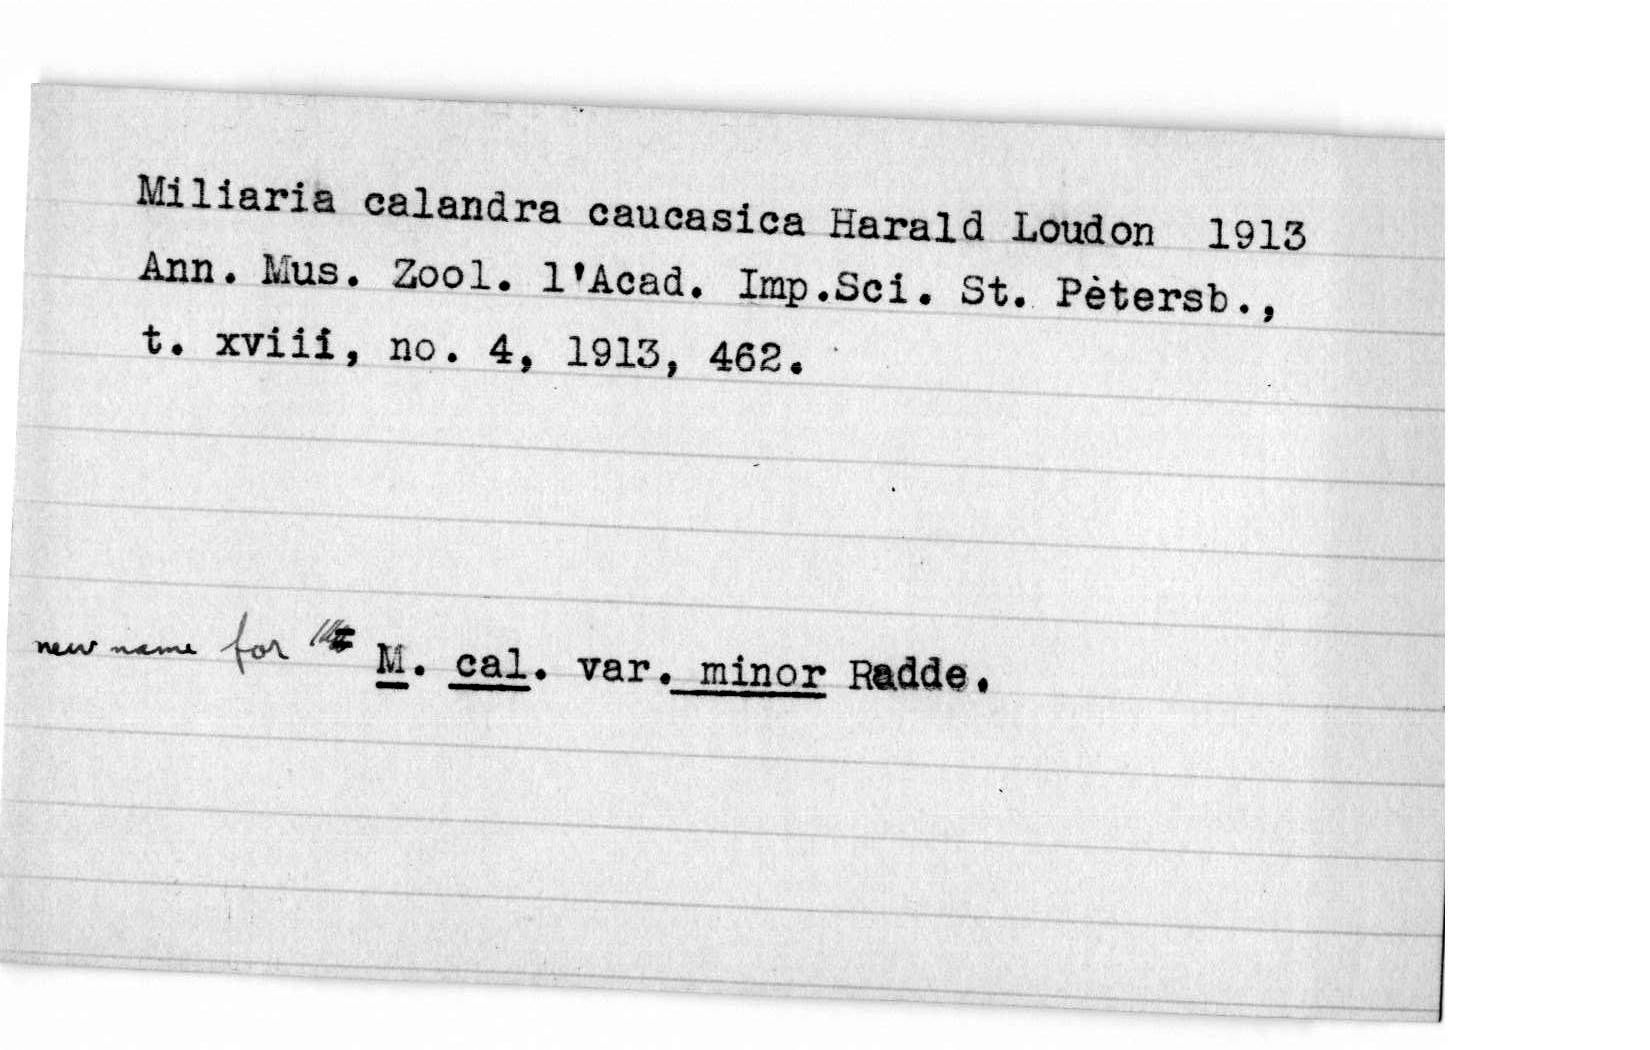 Miliaria calandra caucasica Harald Loudon 1913
Ann. Mus. Zool. l'Acad. Imp.Sci. St. Pètersb.,
t. xviii, no. 4, 1913, 462.
new name for M. cal. var. minor Radde.